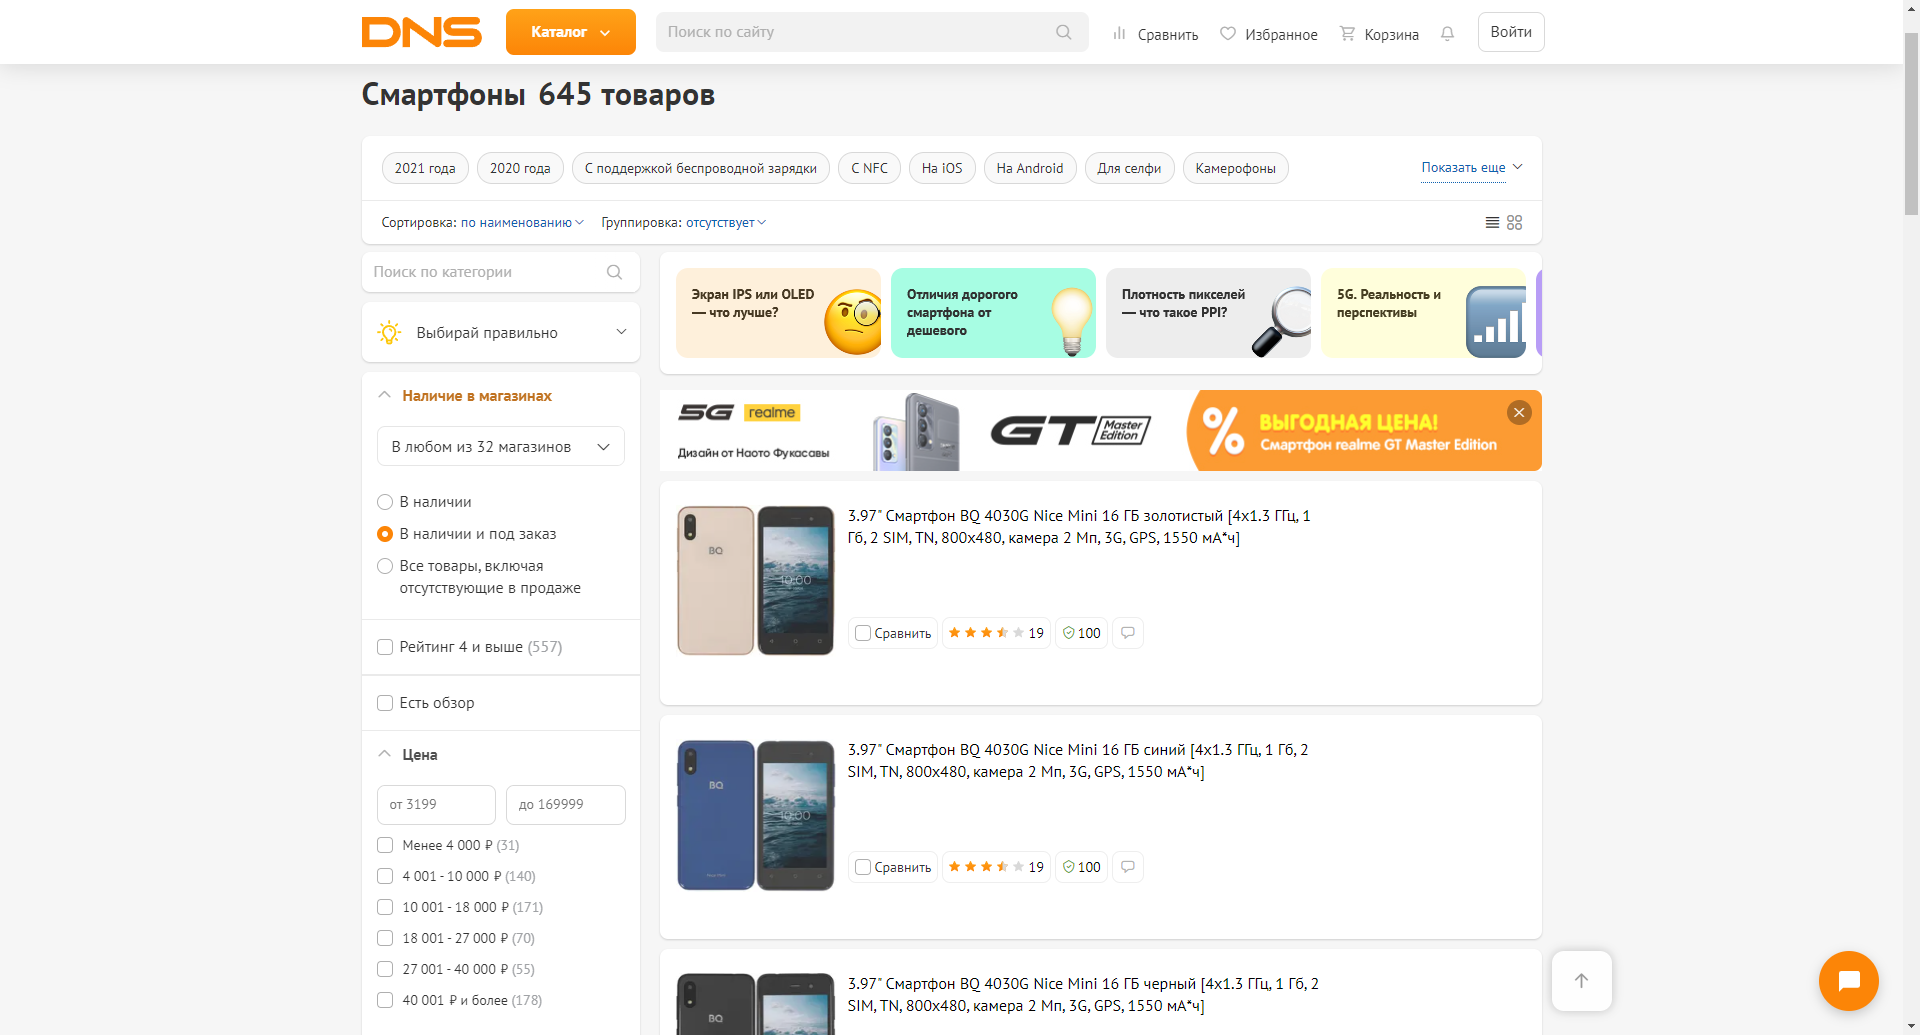 DNS
Каталог
Поиск по сайту
Сравнить
Избранное
Корзина
Войти
Смартфоны 645 товаров
2021 года
2020 года
С поддержкой беспроводной зарядки
С NFC
На iOS
На Android
Для селфи
Камерофоны
Показать еще
Сортировка: по наименованию
Группировка: отсутствует
Поиск по категории
Выбирай правильно
Наличие в магазинах
В любом из 32 магазинов
В наличии
В наличии и под заказ
Все товары, включая
отсутствующие в продаже
Рейтинг 4 и выше (557)
Есть обзор
Цена
от 3199
до 169999
Менее 4 000 ₽ (31)
4 001 - 10 000 ₽ (140)
10 001 - 18 000 ₽ (171)
18 001 - 27 000 ₽ (70)
27 001 - 40 000 ₽ (55)
40 001 ₽ и более (178)
Экран IPS или OLED
— что лучше?
Отличия дорогого
смартфона от
дешевого
Плотность пикселей
— что такое PPI?
5G. Реальность и
перспективы
5G realme
Дизайн от Наото Фукасавы
GT Master
Edition
%
ВЫГОДНАЯ ЦЕНА!
Смартфон realme GT Master Edition
BQ
10:00
3.97" Смартфон BQ 4030G Nice Mini 16 ГБ золотистый [4x1.3 ГГц, 1
Гб, 2 SIM, TN, 800x480, камера 2 Мп, 3G, GPS, 1550 мА*ч]
Сравнить
19
100
BQ
10:00
3.97" Смартфон BQ 4030G Nice Mini 16 ГБ синий [4x1.3 ГГц, 1 Гб, 2
SIM, TN, 800x480, камера 2 Мп, 3G, GPS, 1550 мА*ч]
Сравнить
19
100
BQ
3.97" Смартфон BQ 4030G Nice Mini 16 ГБ черный [4x1.3 ГГц, 1 Гб, 2
SIM, TN, 800x480, камера 2 Мп, 3G, GPS, 1550 мА*ч]